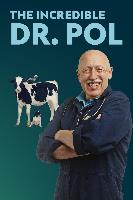 THE INCREDIBLE
DR. POL